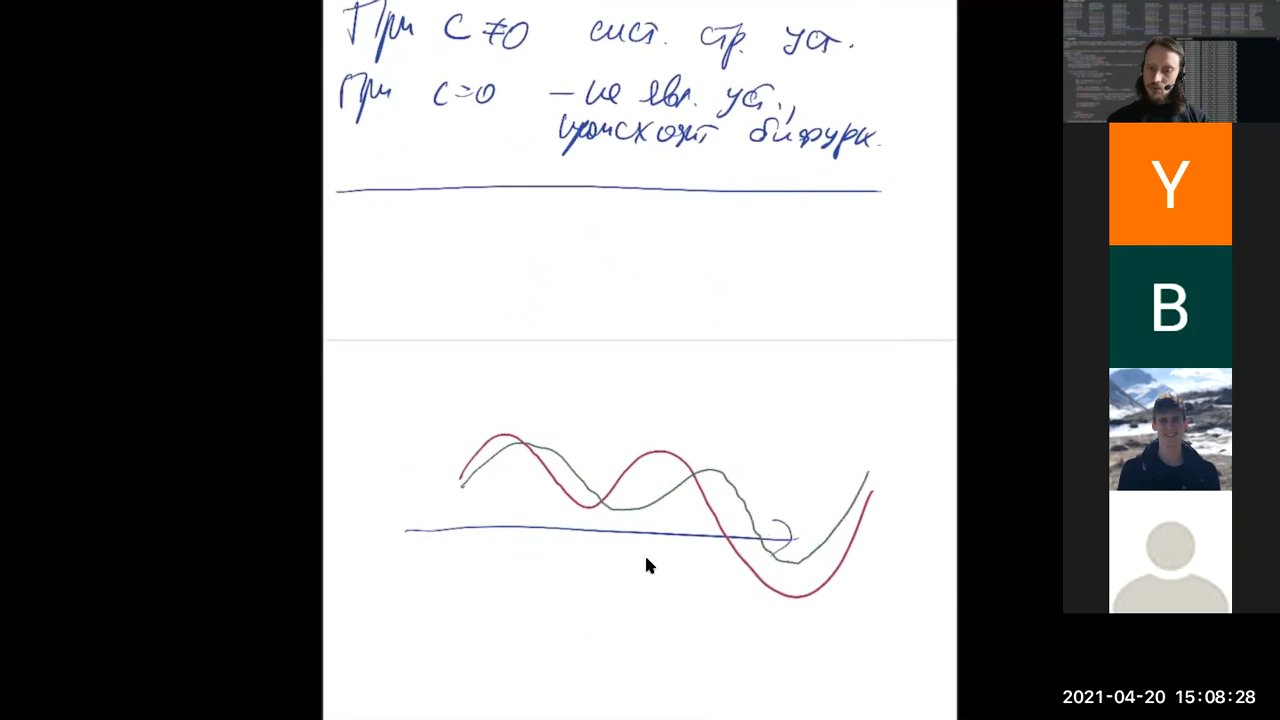 При C ≠ 0 сист. стр. уст.
При c=0 – не явл. уст.,
происходит бифурк.
Y
B
2021-04-20 15:08:28